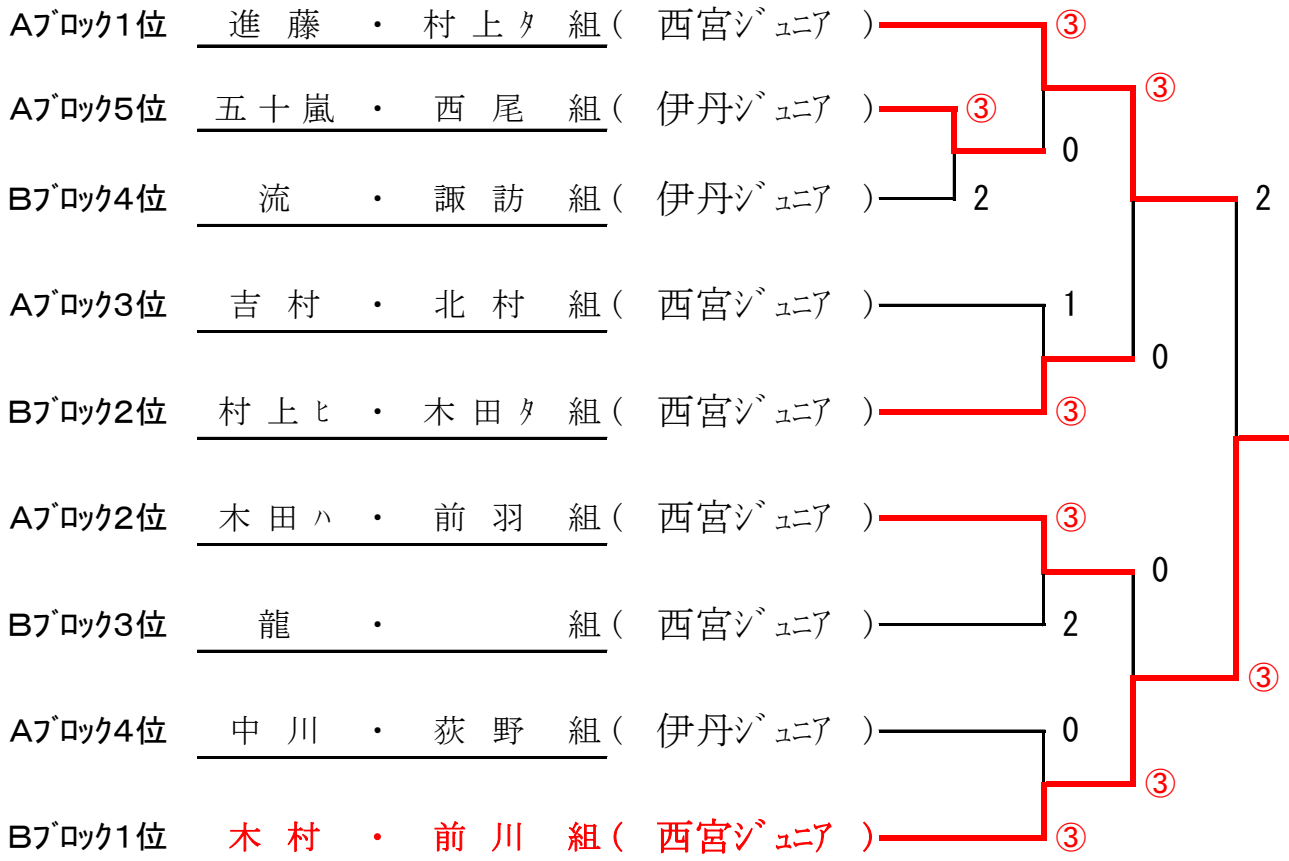 Aブロック1位 進藤 ・ 村上タ 組( 西宮ジュニア ) ③
③
Aブロック5位 五十嵐 ・ 西尾 組( 伊丹ジュニア ) ③
0
Bブロック4位 流 ・ 諏訪 組( 伊丹ジュニア ) 2
2
Aブロック3位 吉村 ・ 北村 組( 西宮ジュニア ) 1
0
Bブロック2位 村上ヒ ・ 木田タ 組( 西宮ジュニア ) ③
Aブロック2位 木田ハ ・ 前羽 組( 西宮ジュニア ) ③
0
Bブロック3位 龍 ・ 組( 西宮ジュニア ) 2
③
Aブロック4位 中川 ・ 荻野 組( 伊丹ジュニア ) 0
③
Bブロック1位 木村 ・ 前川 組( 西宮ジュニア ) ③